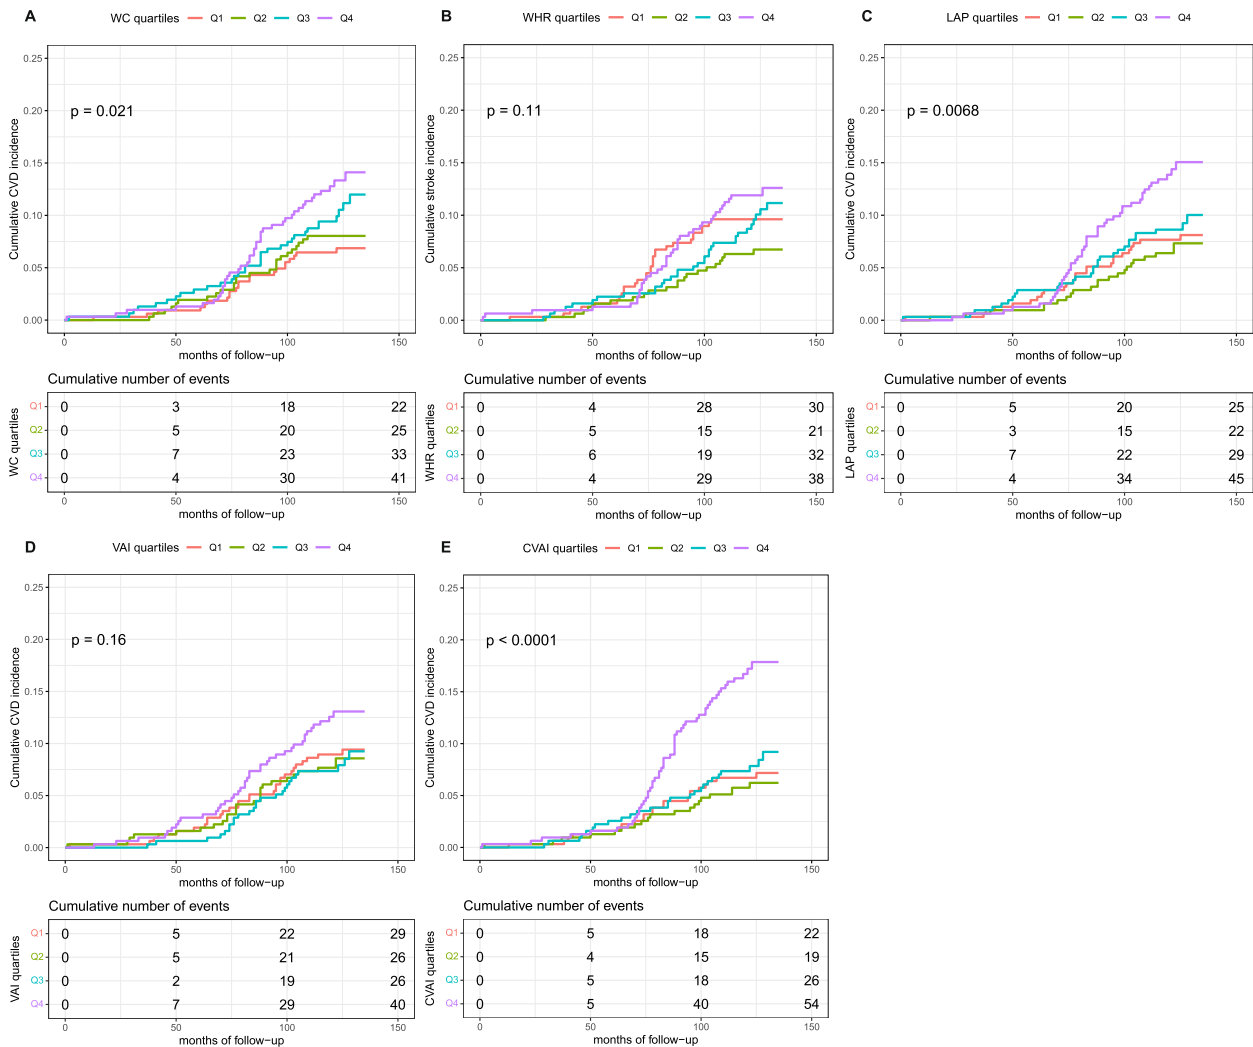 A
WC quartiles Q1 Q2 Q3 Q4
Cumulative CVD incidence
0.25
0.20
0.15
0.10
0.05
0.00
p = 0.021
0 50 100 150
months of follow−up
Cumulative number of events
WC quartiles
Q1 0 3 18 22
Q2 0 5 20 25
Q3 0 7 23 33
Q4 0 4 30 41
0 50 100 150
months of follow−up
B
WHR quartiles Q1 Q2 Q3 Q4
Cumulative stroke incidence
0.25
0.20
0.15
0.10
0.05
0.00
p = 0.11
0 50 100 150
months of follow−up
Cumulative number of events
WHR quartiles
Q1 0 4 28 30
Q2 0 5 15 21
Q3 0 6 19 32
Q4 0 4 29 38
0 50 100 150
months of follow−up
C
LAP quartiles Q1 Q2 Q3 Q4
Cumulative CVD incidence
0.25
0.20
0.15
0.10
0.05
0.00
p = 0.0068
0 50 100 150
months of follow−up
Cumulative number of events
LAP quartiles
Q1 0 5 20 25
Q2 0 3 15 22
Q3 0 7 22 29
Q4 0 4 34 45
0 50 100 150
months of follow−up
D
VAI quartiles Q1 Q2 Q3 Q4
Cumulative CVD incidence
0.25
0.20
0.15
0.10
0.05
0.00
p = 0.16
0 50 100 150
months of follow−up
Cumulative number of events
VAI quartiles
Q1 0 5 22 29
Q2 0 5 21 26
Q3 0 2 19 26
Q4 0 7 29 40
0 50 100 150
months of follow−up
E
CVAI quartiles Q1 Q2 Q3 Q4
Cumulative CVD incidence
0.25
0.20
0.15
0.10
0.05
0.00
p < 0.0001
0 50 100 150
months of follow−up
Cumulative number of events
CVAI quartiles
Q1 0 5 18 22
Q2 0 4 15 19
Q3 0 5 18 26
Q4 0 5 40 54
0 50 100 150
months of follow−up